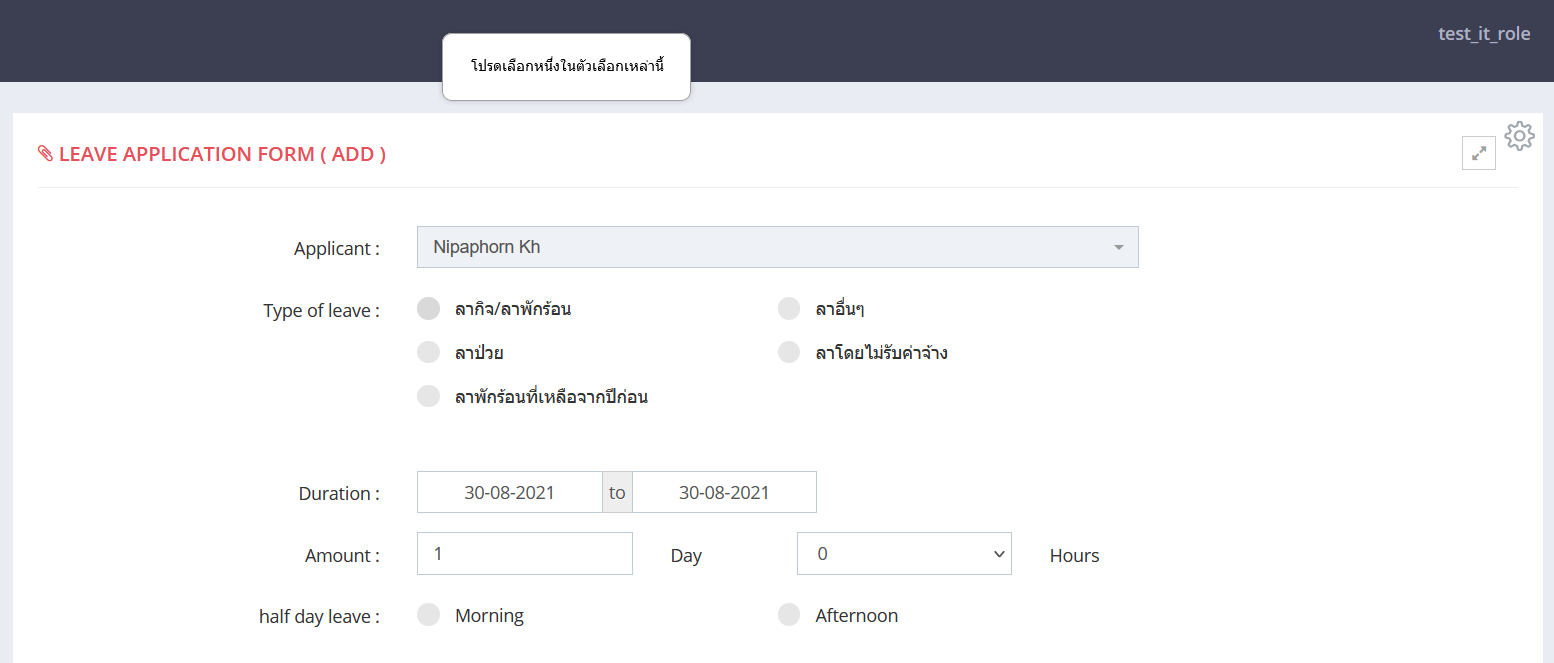 test_it_role
โปรดเลือกหนึ่งในตัวเลือกเหล่านี้
LEAVE APPLICATION FORM ( ADD )
Applicant : Nipaphorn Kh
Type of leave : ลากิจ/ลาพักร้อน ลาอื่นๆ
ลาป่วย ลาโดยไม่รับค่าจ้าง
ลาพักร้อนที่เหลือจากปีก่อน
Duration : 30-08-2021 to 30-08-2021
Amount : 1 Day 0 Hours
half day leave : Morning Afternoon